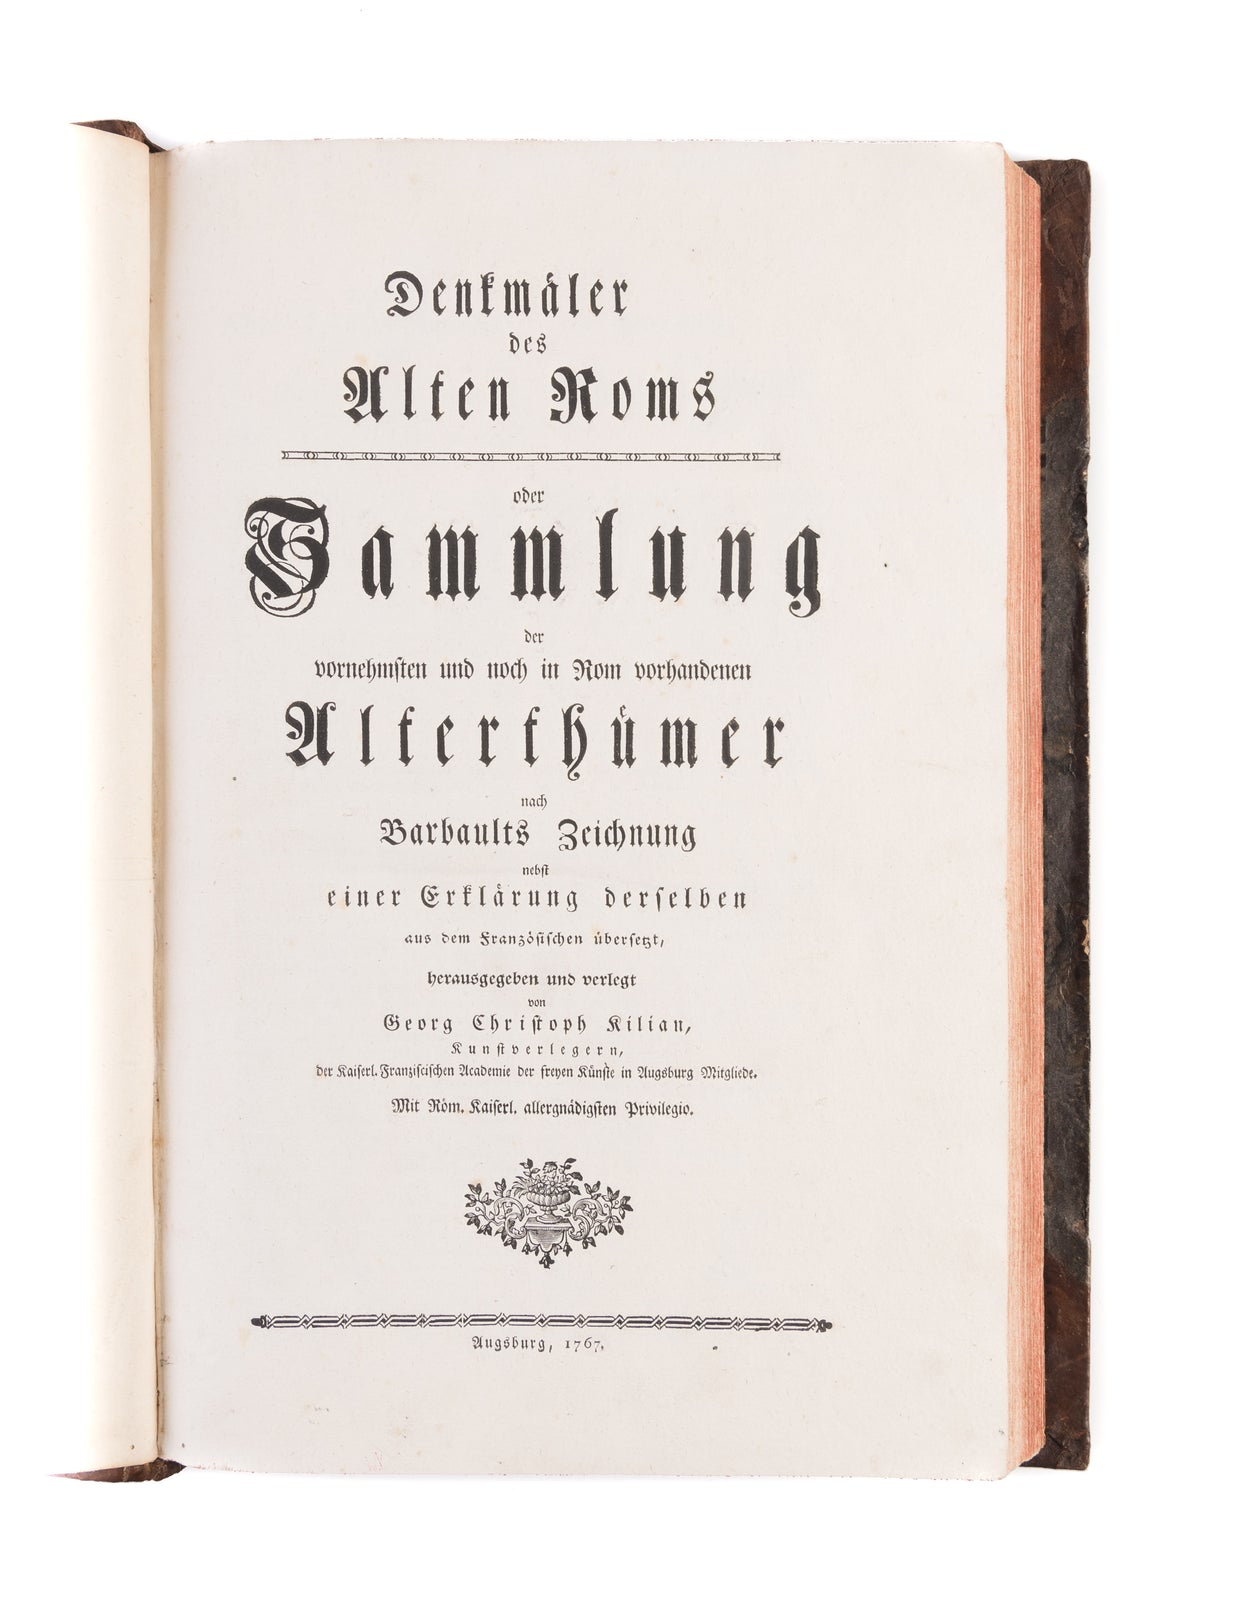 Denkmäler
des
Alten Roms
oder
Sammlung
der
vornehmsten und noch in Rom vorhandenen
Alterthümer
nach
Barbaults Zeichnung
nebst
einer Erklärung derselben
aus dem Französischen übersetzt,
herausgegeben und verlegt
von
Georg Christoph Kilian,
Kunstverlegern,
der Kaiserl. Franziscischen Academie der freyen Künste in Augsburg Mitgliede.
Mit Röm. Kaiserl. allergnädigsten Privilegio.
Augsburg, 1767.